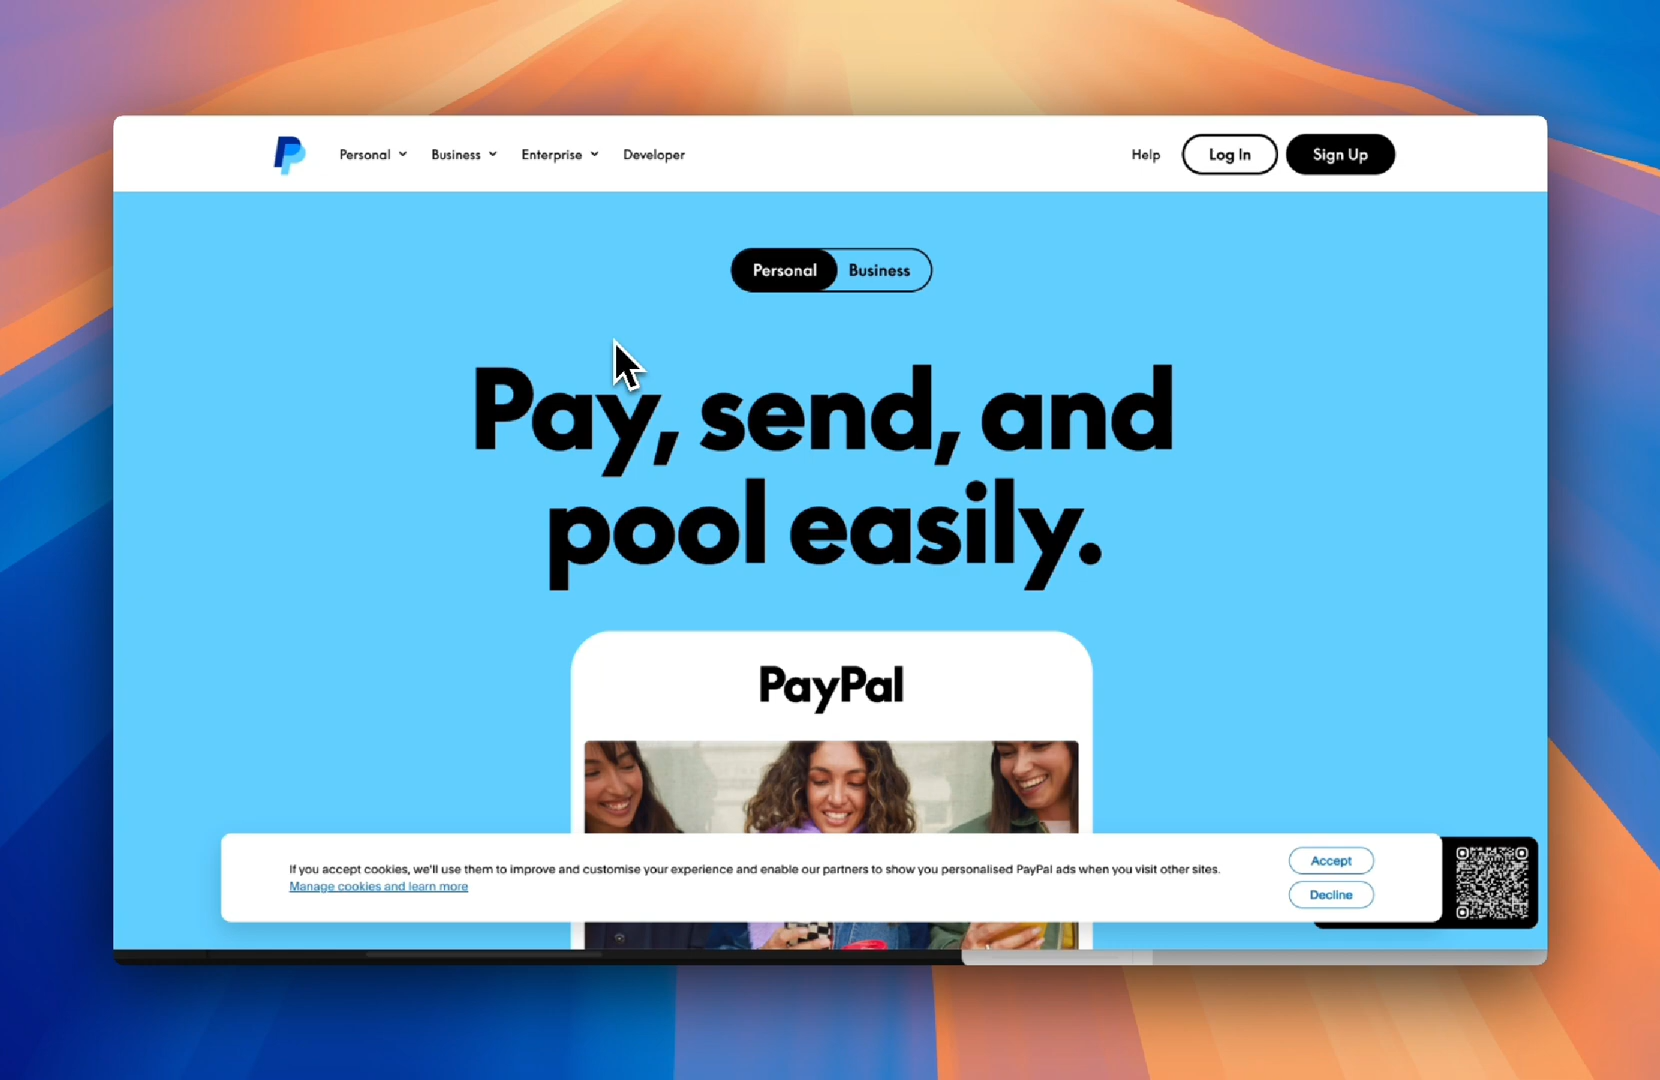 Personal
Business
Enterprise
Developer
Help
Log In
Sign Up
Personal
Business
Pay, send, and
pool easily.
PayPal
If you accept cookies, we'll use them to improve and customise your experience and enable our partners to show you personalised PayPal ads when you visit other sites.
Manage cookies and learn more
Accept
Decline